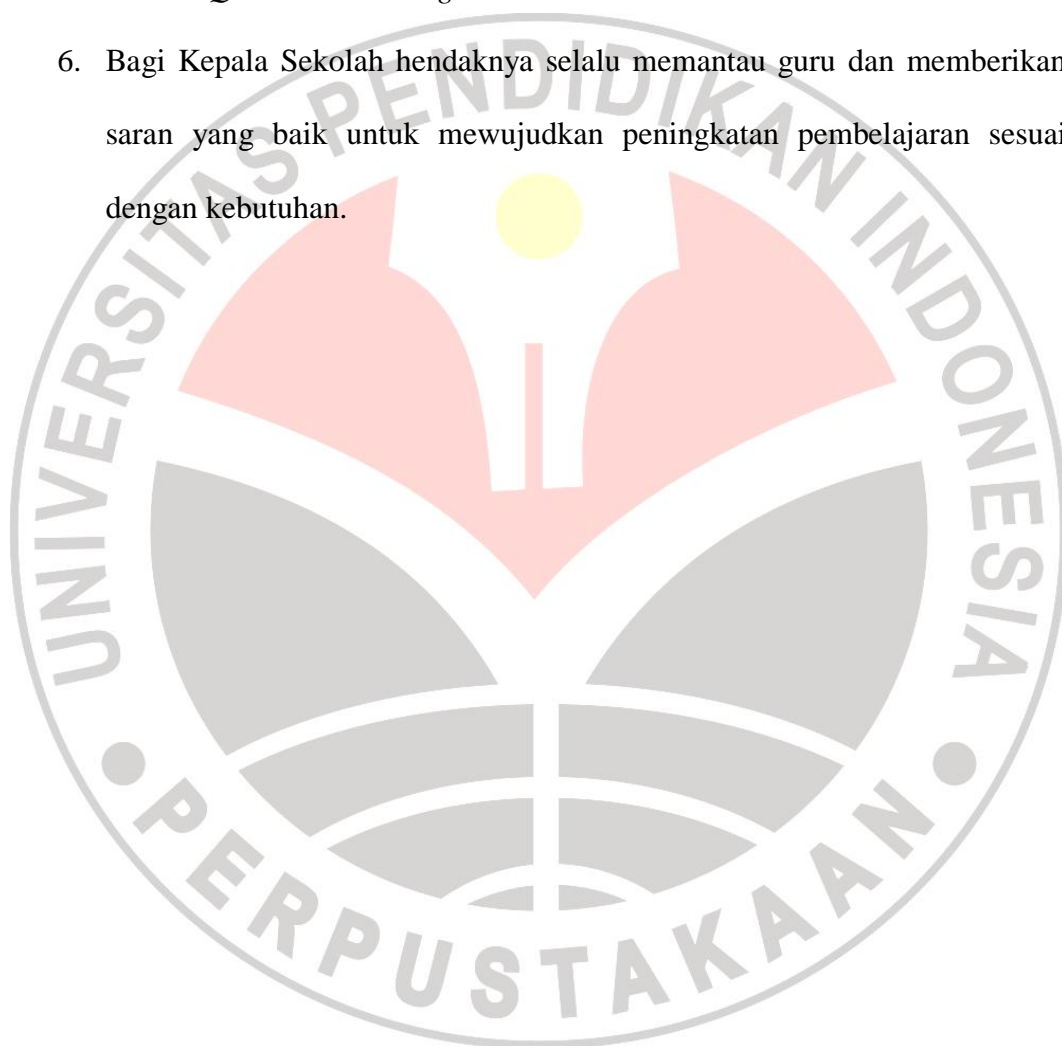 6. Bagi Kepala Sekolah hendaknya selalu memantau guru dan memberikan
saran yang baik untuk mewujudkan peningkatan pembelajaran sesuai
dengan kebutuhan.
UNIVERSITAS PENDIDIKAN INDONESIA
PERPUSTAKAAN